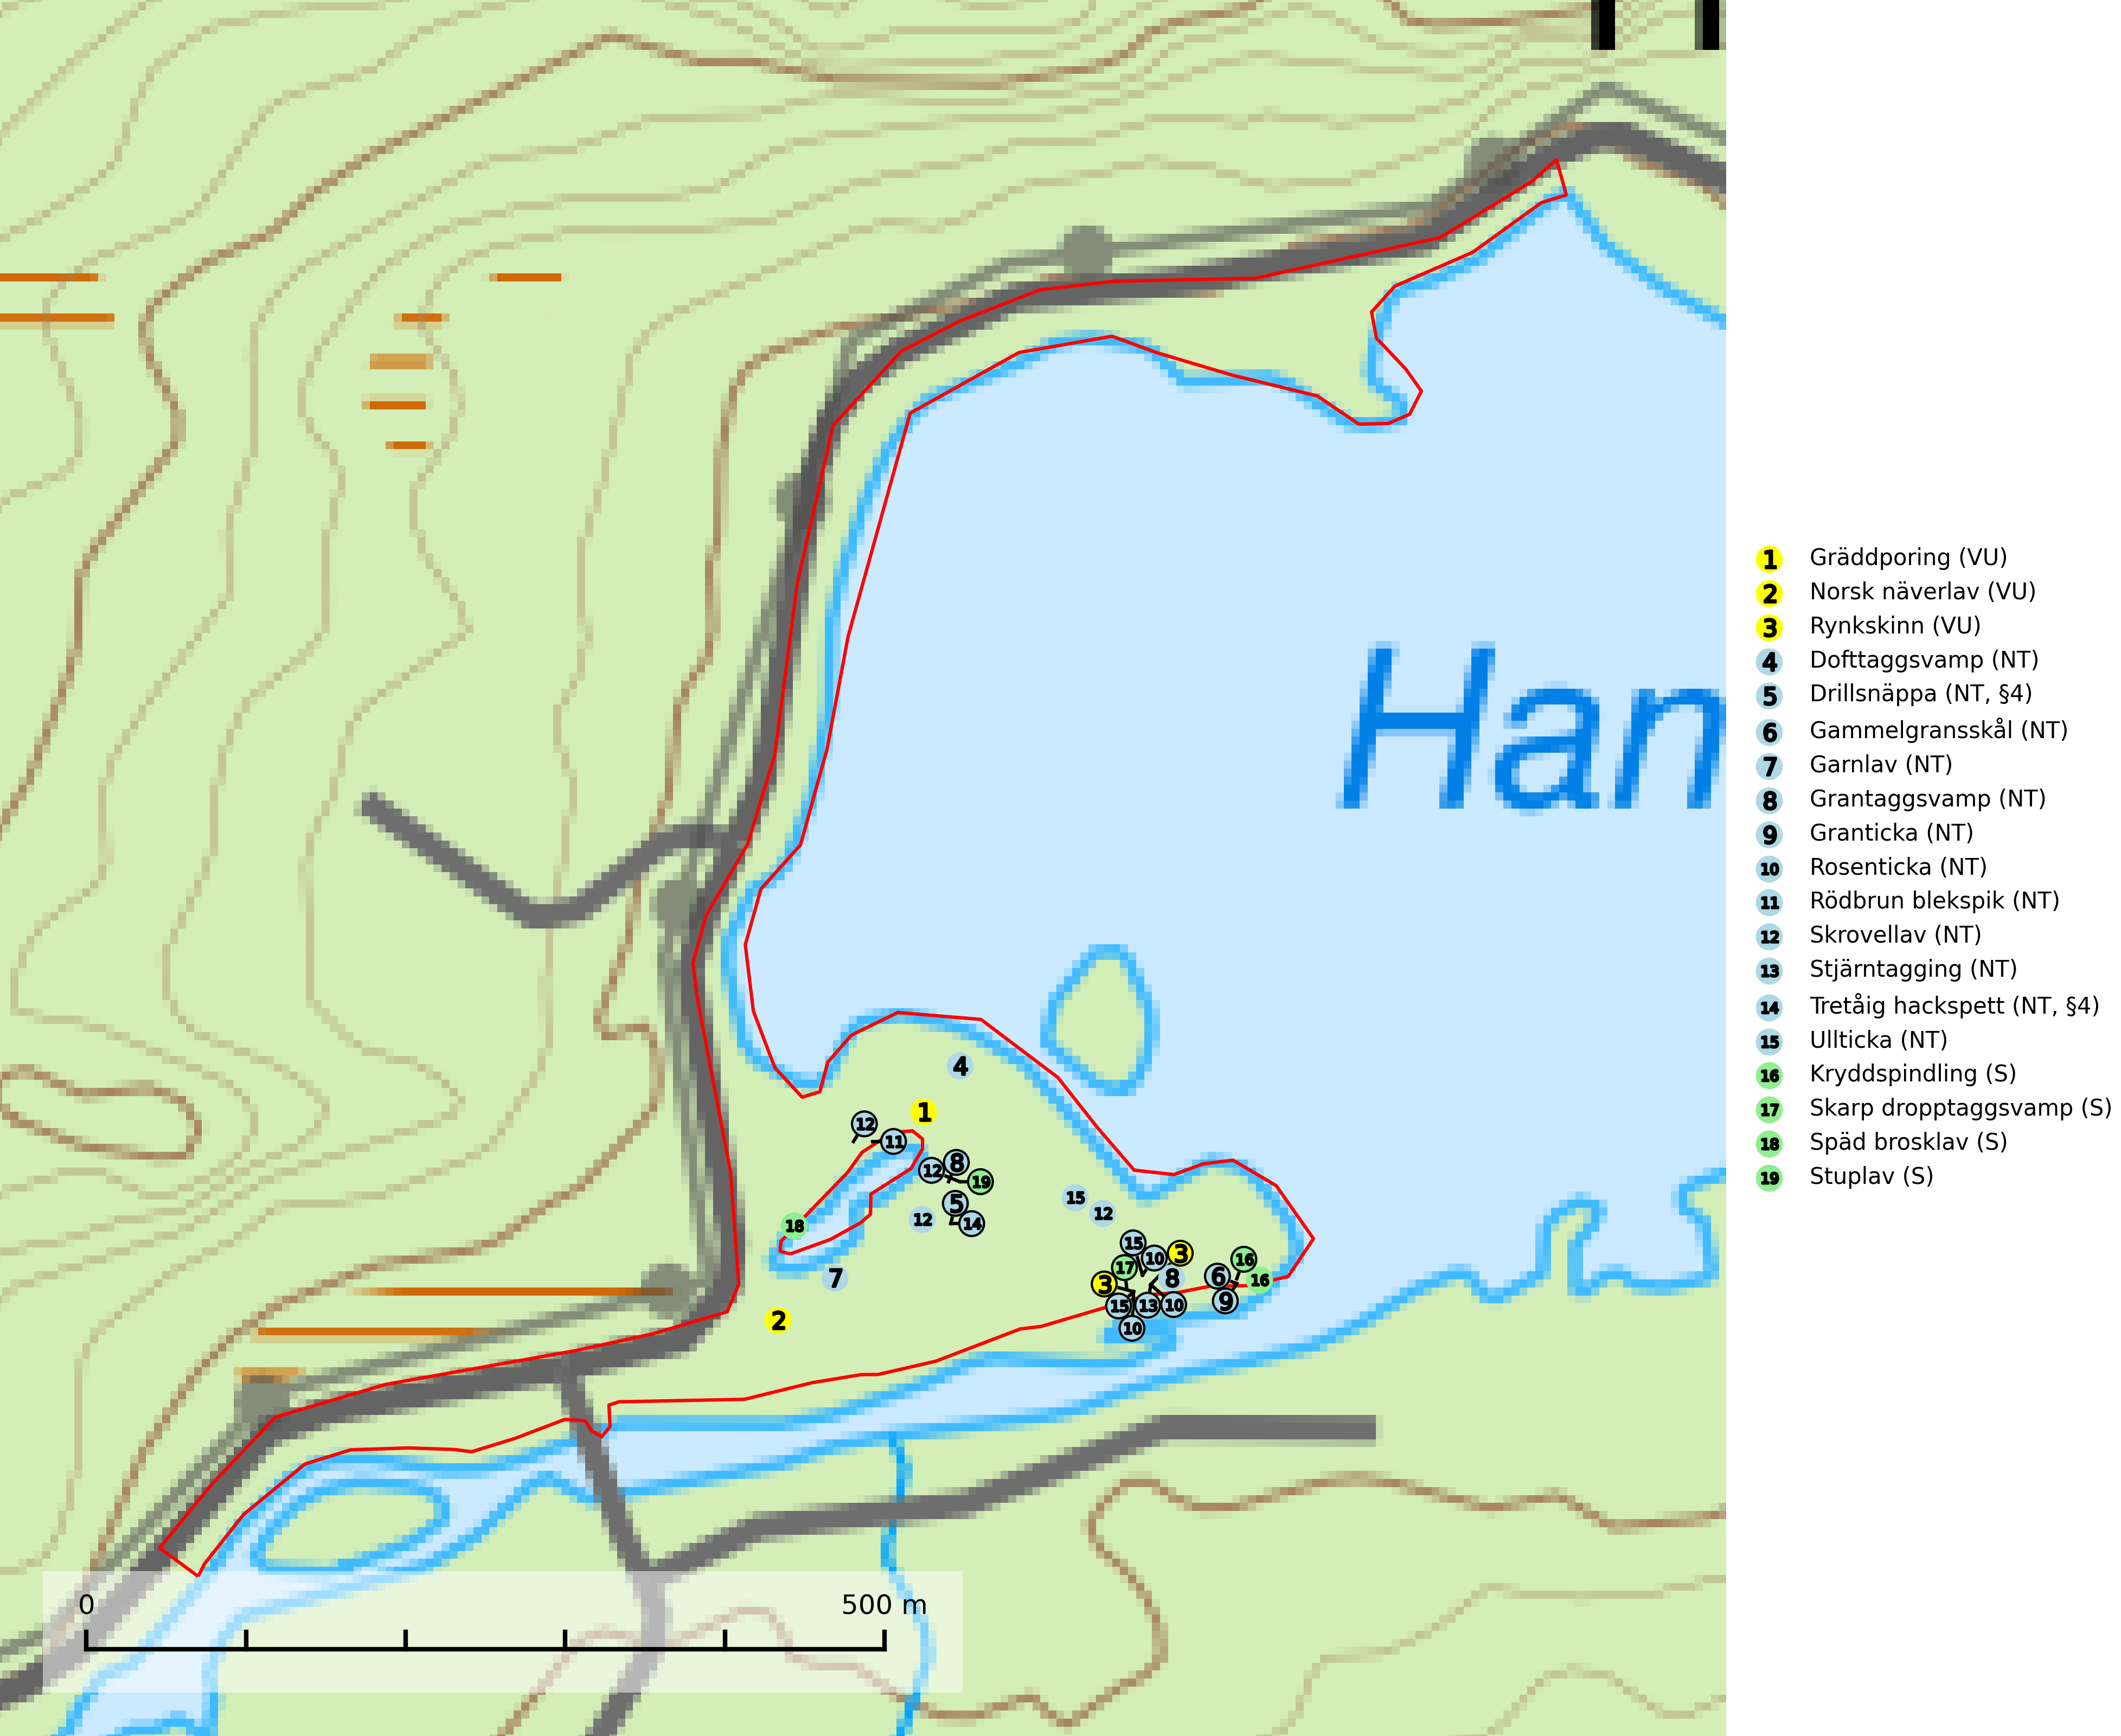 Han
1
4
12
11
8
12
19
5
12
14
15
12
18
7
2
15
10
3
17
8
3
15
13
10
10
6
16
16
9
0 500 m
1 Gräddporing (VU)
2 Norsk näverlav (VU)
3 Rynkskinn (VU)
4 Dofttaggsvamp (NT)
5 Drillsnäppa (NT, §4)
6 Gammelgransskål (NT)
7 Garnlav (NT)
8 Grantaggsvamp (NT)
9 Granticka (NT)
10 Rosenticka (NT)
11 Rödbrun blekspik (NT)
12 Skrovellav (NT)
13 Stjärntagging (NT)
14 Tretåig hackspett (NT, §4)
15 Ullticka (NT)
16 Kryddspindling (S)
17 Skarp dropptaggsvamp (S)
18 Späd brosklav (S)
19 Stuplav (S)